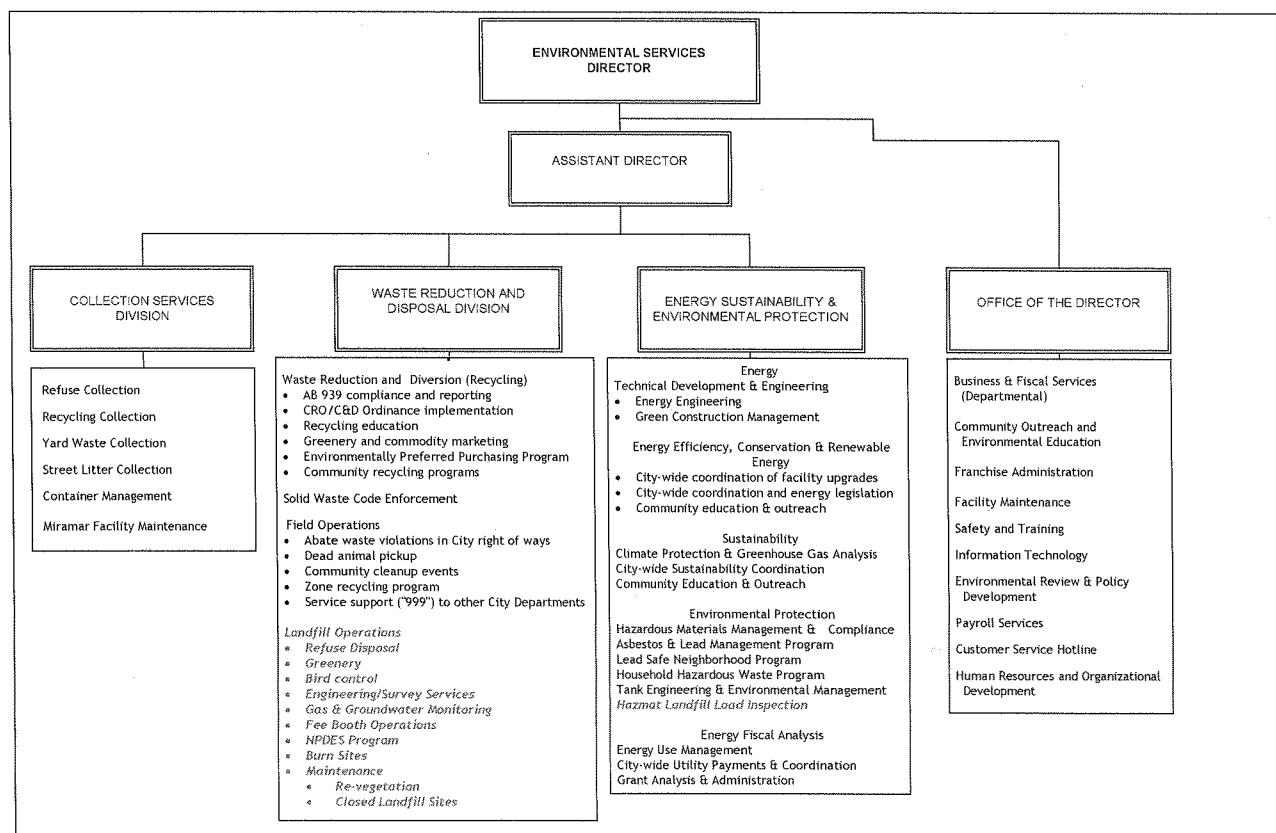 ENVIRONMENTAL SERVICES
DIRECTOR
ASSISTANT DIRECTOR
COLLECTION SERVICES
DIVISION
Refuse Collection
Recycling Collection
Yard Waste Collection
Street Litter Collection
Container Management
Miramar Facility Maintenance
WASTE REDUCTION AND
DISPOSAL DIVISION
Waste Reduction and Diversion (Recycling)
• AB 939 compliance and reporting
• CRO/C&D Ordinance implementation
• Recycling education
• Greenery and commodity marketing
• Environmentally Preferred Purchasing Program
• Community recycling programs
Solid Waste Code Enforcement
Field Operations
• Abate waste violations in City right of ways
• Dead animal pickup
• Community cleanup events
• Zone recycling program
• Service support ("999") to other City Departments
Landfill Operations
• Refuse Disposal
• Greenery
• Bird control
• Engineering/Survey Services
• Gas & Groundwater Monitoring
• Fee Booth Operations
• NPDES Program
• Burn Sites
• Maintenance
• Re-vegetation
• Closed Landfill Sites
ENERGY SUSTAINABILITY &
ENVIRONMENTAL PROTECTION
Energy
Technical Development & Engineering
• Energy Engineering
• Green Construction Management
Energy Efficiency, Conservation & Renewable
Energy
• City-wide coordination of facility upgrades
• City-wide coordination and energy legislation
• Community education & outreach
Sustainability
Climate Protection & Greenhouse Gas Analysis
City-wide Sustainability Coordination
Community Education & Outreach
Environmental Protection
Hazardous Materials Management & Compliance
Asbestos & Lead Management Program
Lead Safe Neighborhood Program
Household Hazardous Waste Program
Tank Engineering & Environmental Management
Hazmat Landfill Load Inspection
Energy Fiscal Analysis
Energy Use Management
City-wide Utility Payments & Coordination
Grant Analysis & Administration
OFFICE OF THE DIRECTOR
Business & Fiscal Services
(Departmental)
Community Outreach and
Environmental Education
Franchise Administration
Facility Maintenance
Safety and Training
Information Technology
Environmental Review & Policy
Development
Payroll Services
Customer Service Hotline
Human Resources and Organizational
Development